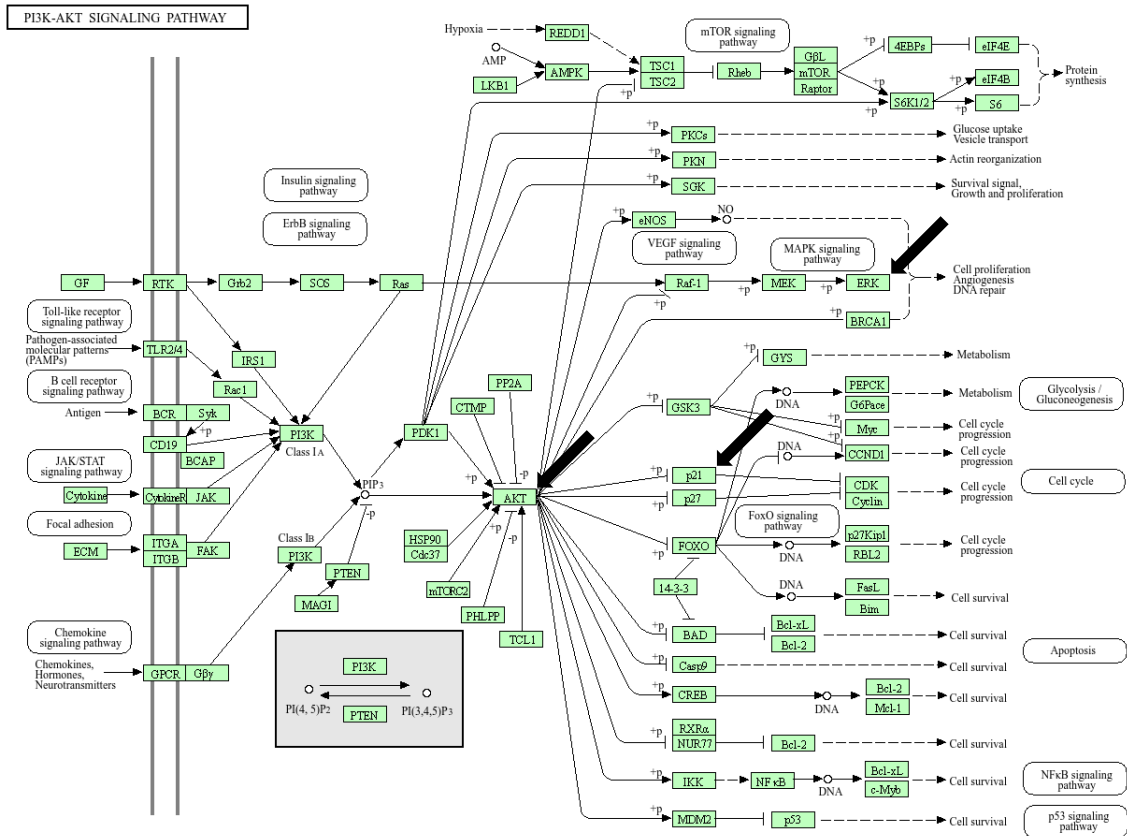 PI3K-AKT SIGNALING PATHWAY
Hypoxia
REDD1
AMP
LKB1
AMPK
TSC1
TSC2
+p
Rheb
mTOR signaling
pathway
GβL
mTOR
Raptor
+p
4EBPs
eIF4E
+p
S6K1/2
+p
+p
eIF4B
+p
S6
Protein
synthesis
+p
PKCs
Glucose uptake
Vesicle transport
+p
PKN
Actin reorganization
+p
SGK
Survival signal,
Growth and proliferation
Insulin signaling
pathway
ErbB signaling
pathway
+p
eNOS
NO
VEGF signaling
pathway
MAPK signaling
pathway
GF
RTK
Grb2
SOS
Ras
Raf-1
+p
+p
MEK
+p
ERK
Cell proliferation
Angiogenesis
DNA repair
+p
BRCA1
Toll-like receptor
signaling pathway
Pathogen-associated
molecular patterns
(PAMPs)
TLR2/4
IRS1
Rac1
B cell receptor
signaling pathway
Antigen
BCR
Syk
+p
CD19
BCAP
PI3K
Class IA
JAK/STAT
signaling pathway
Cytokine
CytokineR
JAK
Focal adhesion
ECM
ITGA
ITGB
FAK
Class IB
PI3K
PIP3
-p
PTEN
MAGI
Chemokine
signaling pathway
Chemokines,
Hormones,
Neurotransmitters
GPCR
Gβγ
PDK1
PP2A
CTMP
+p
-p
AKT
HSP90
Cdc37
+p
-p
mTORC2
PHLPP
TCL1
PI3K
PI(4, 5)P2
PI(3,4,5)P3
PTEN
+p
GYS
Metabolism
+p
GSK3
DNA
PEPCK
G6Pace
Metabolism
Glycolysis /
Gluconeogenesis
+p
Myc
Cell cycle
progression
DNA
+p
CCND1
Cell cycle
progression
+p
p21
+p
p27
CDK
Cyclin
Cell cycle
progression
Cell cycle
FoxO signaling
pathway
+p
FOXO
DNA
p27Kip1
RBL2
Cell cycle
progression
14-3-3
DNA
FasL
Bim
Cell survival
+p
BAD
Bcl-xL
Bcl-2
Cell survival
Apoptosis
+p
Casp9
Cell survival
+p
CREB
DNA
Bcl-2
Mcl-1
Cell survival
+p
RXRα
NUR77
Bcl-2
Cell survival
+p
IKK
NFκB
DNA
Bcl-xL
c-Myb
Cell survival
NFκB signaling
pathway
+p
MDM2
p53
Cell survival
p53 signaling
pathway